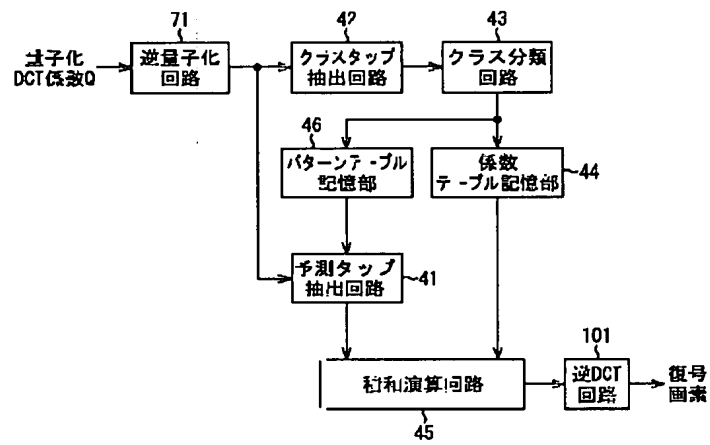 71
42
43
量子化
DCT係数Q
逆量子化
回路
クラスタップ
抽出回路
クラス分類
回路
46
パターンテーブル
記憶部
係数
テーブル記憶部
44
予測タップ
抽出回路
41
101
積和演算回路
逆DCT
回路
復号
画素
45